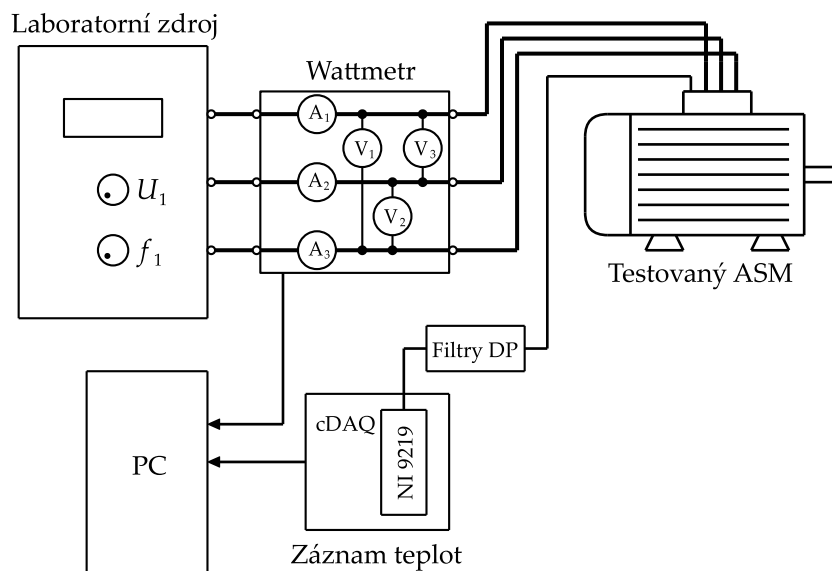 Laboratorní zdroj
Wattmetr
A1
V1
V3
A2
U1
V2
f1
A3
Testovaný ASM
Filtry DP
cDAQ
NI 9219
PC
Záznam teplot